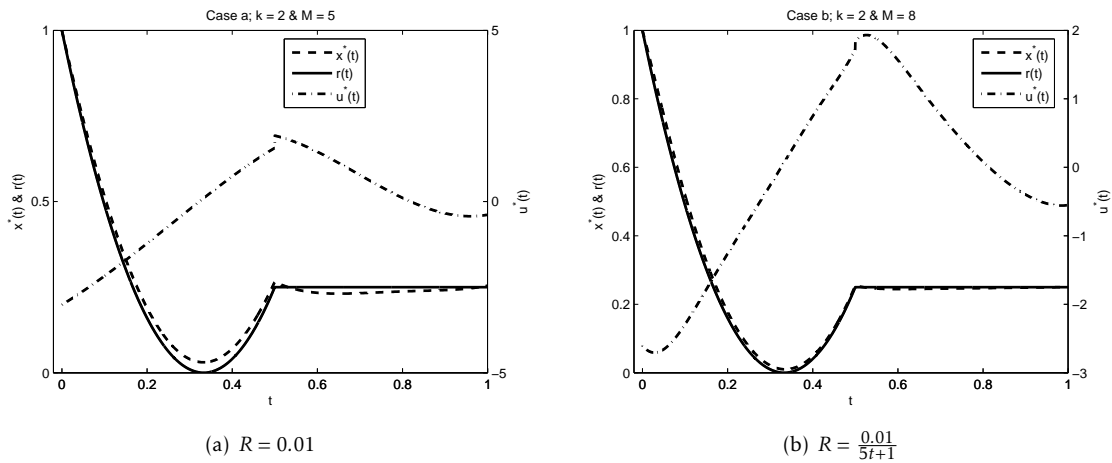 Case a; k = 2 & M = 5
1
0.5
0
x*(t) & r(t)
x*(t)
r(t)
u*(t)
5
0
−5
u*(t)
0
0.2
0.4
0.6
0.8
1
t
(a) R = 0.01
Case b; k = 2 & M = 8
1
0.8
0.6
0.4
0.2
0
x*(t) & r(t)
x*(t)
r(t)
u*(t)
2
1
0
−1
−2
−3
u*(t)
0
0.2
0.4
0.6
0.8
1
t
(b) R = 0.01/5t+1